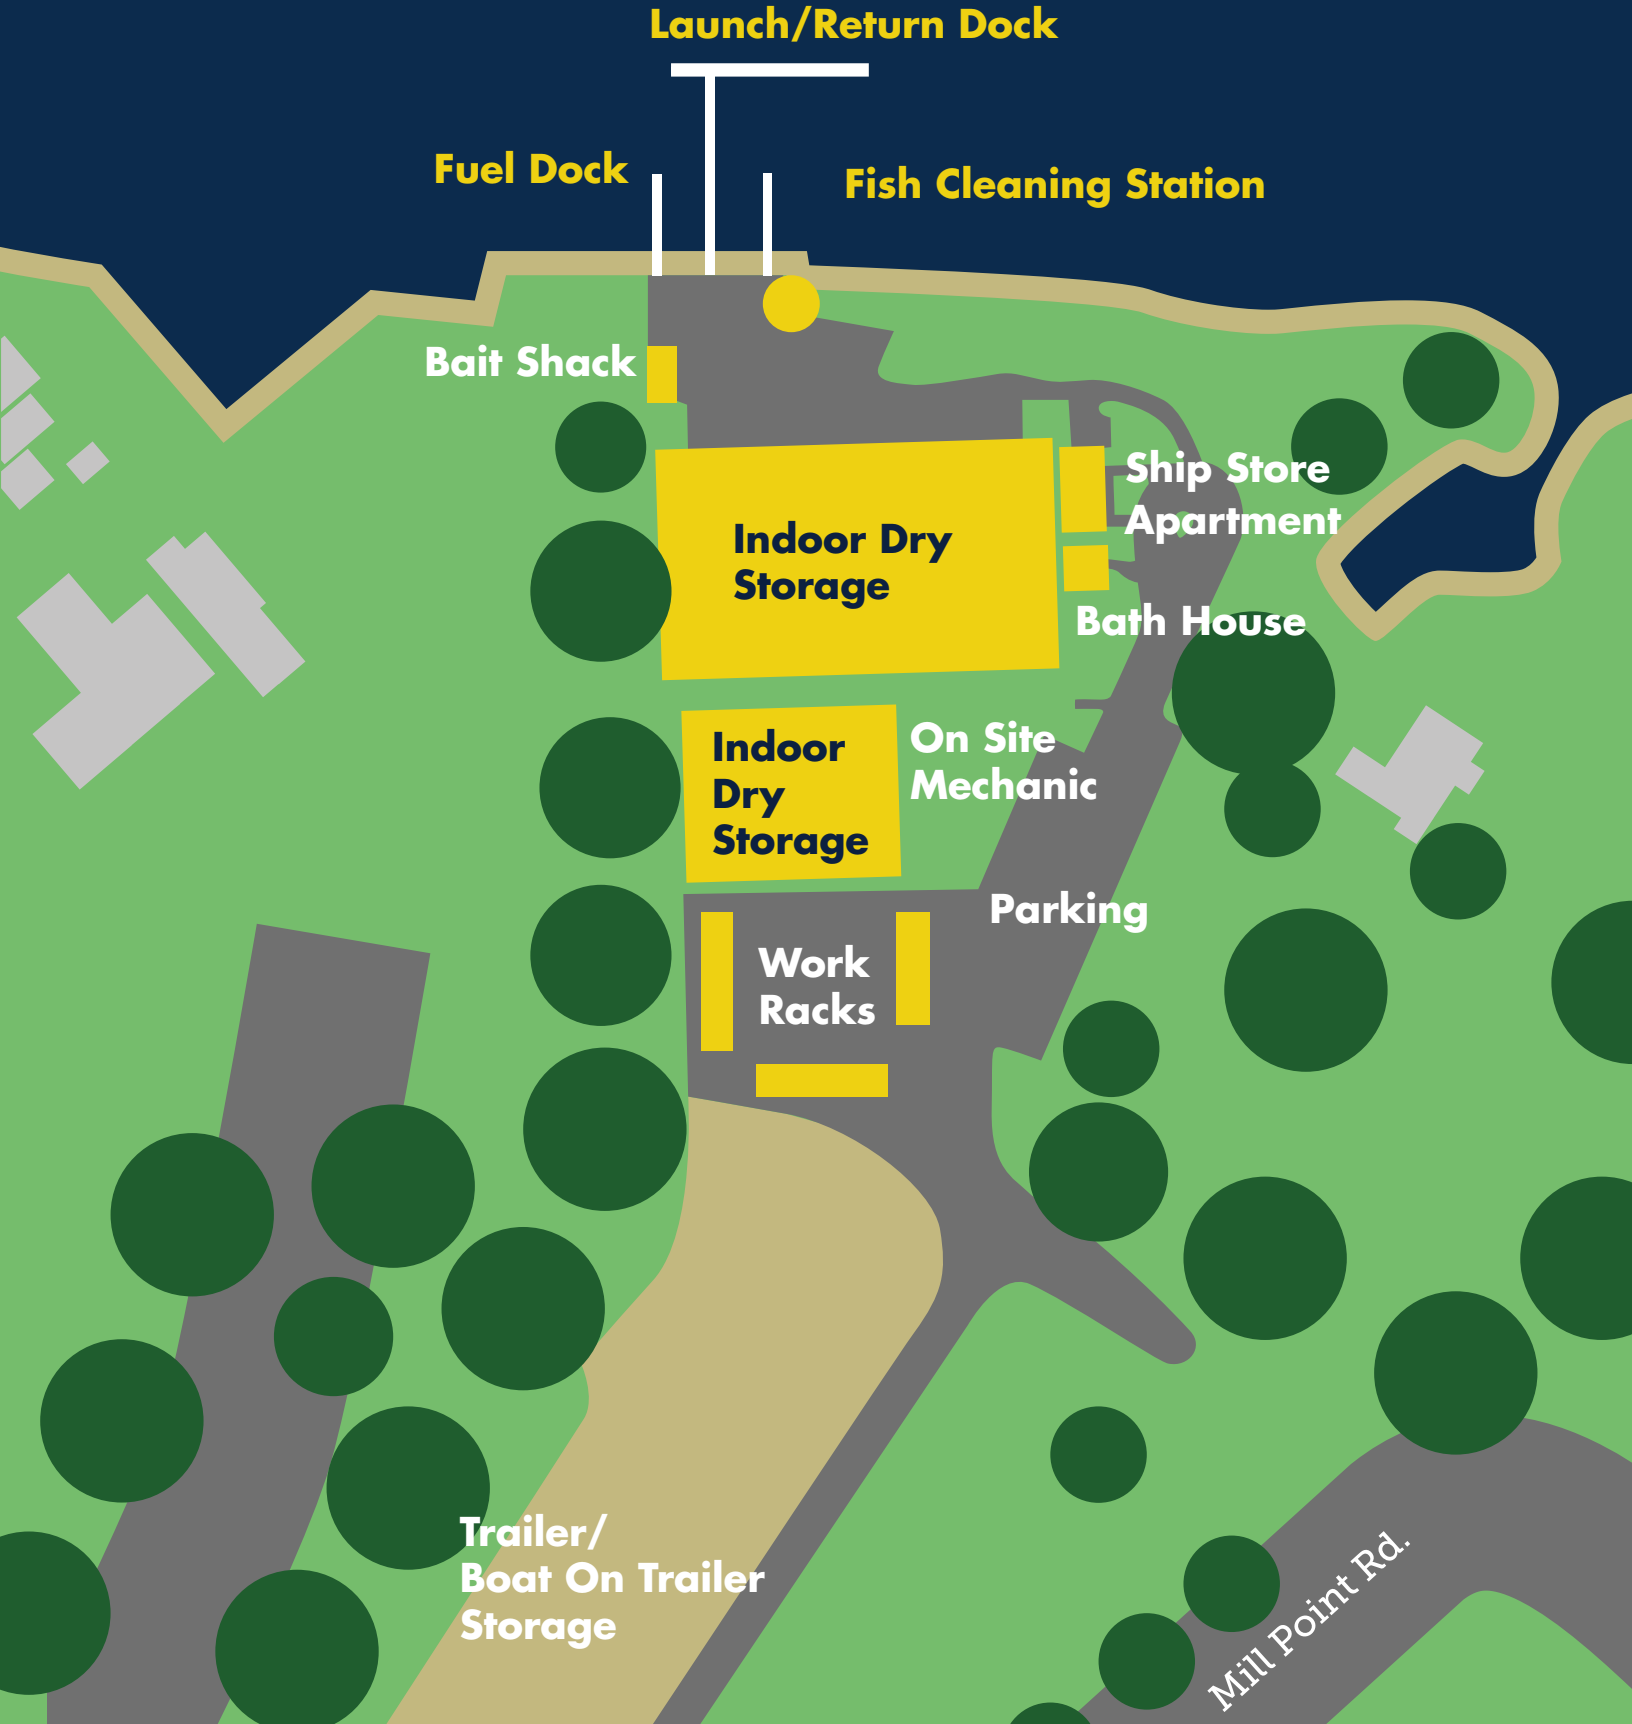 Launch/Return Dock
Fuel Dock
Fish Cleaning Station
Bait Shack
Ship Store
Apartment
Indoor Dry
Storage
Bath House
Indoor
Dry
Storage
On Site
Mechanic
Parking
Work
Racks
Trailer/
Boat On Trailer
Storage
Mill Point Rd.